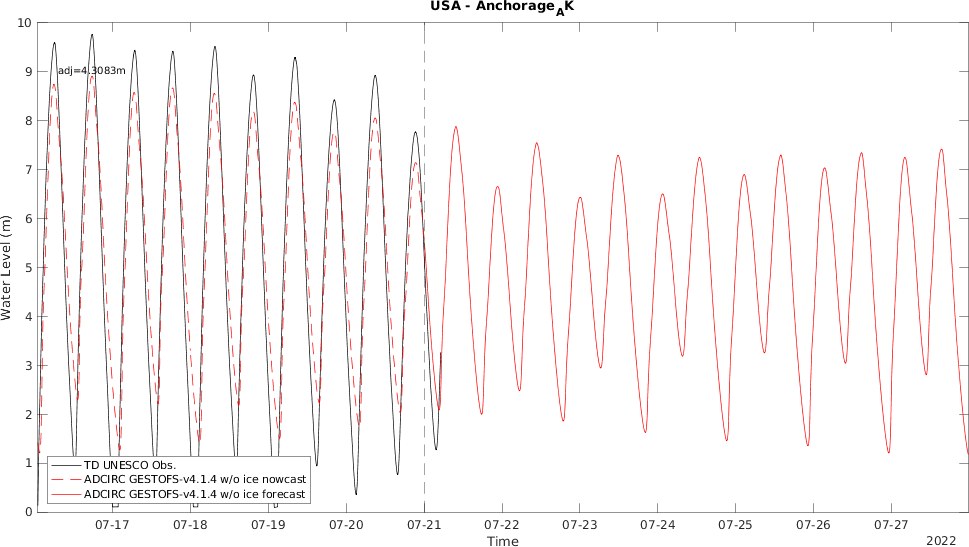 USA - Anchorage_AK
10
9
8
7
6
5
4
3
2
1
0
adj=4.3083m
Water Level (m)
TD UNESCO Obs.
ADCIRC GESTOFS-v4.1.4 w/o ice nowcast
ADCIRC GESTOFS-v4.1.4 w/o ice forecast
07-17 07-18 07-19 07-20 07-21 07-22 07-23 07-24 07-25 07-26 07-27
Time
2022